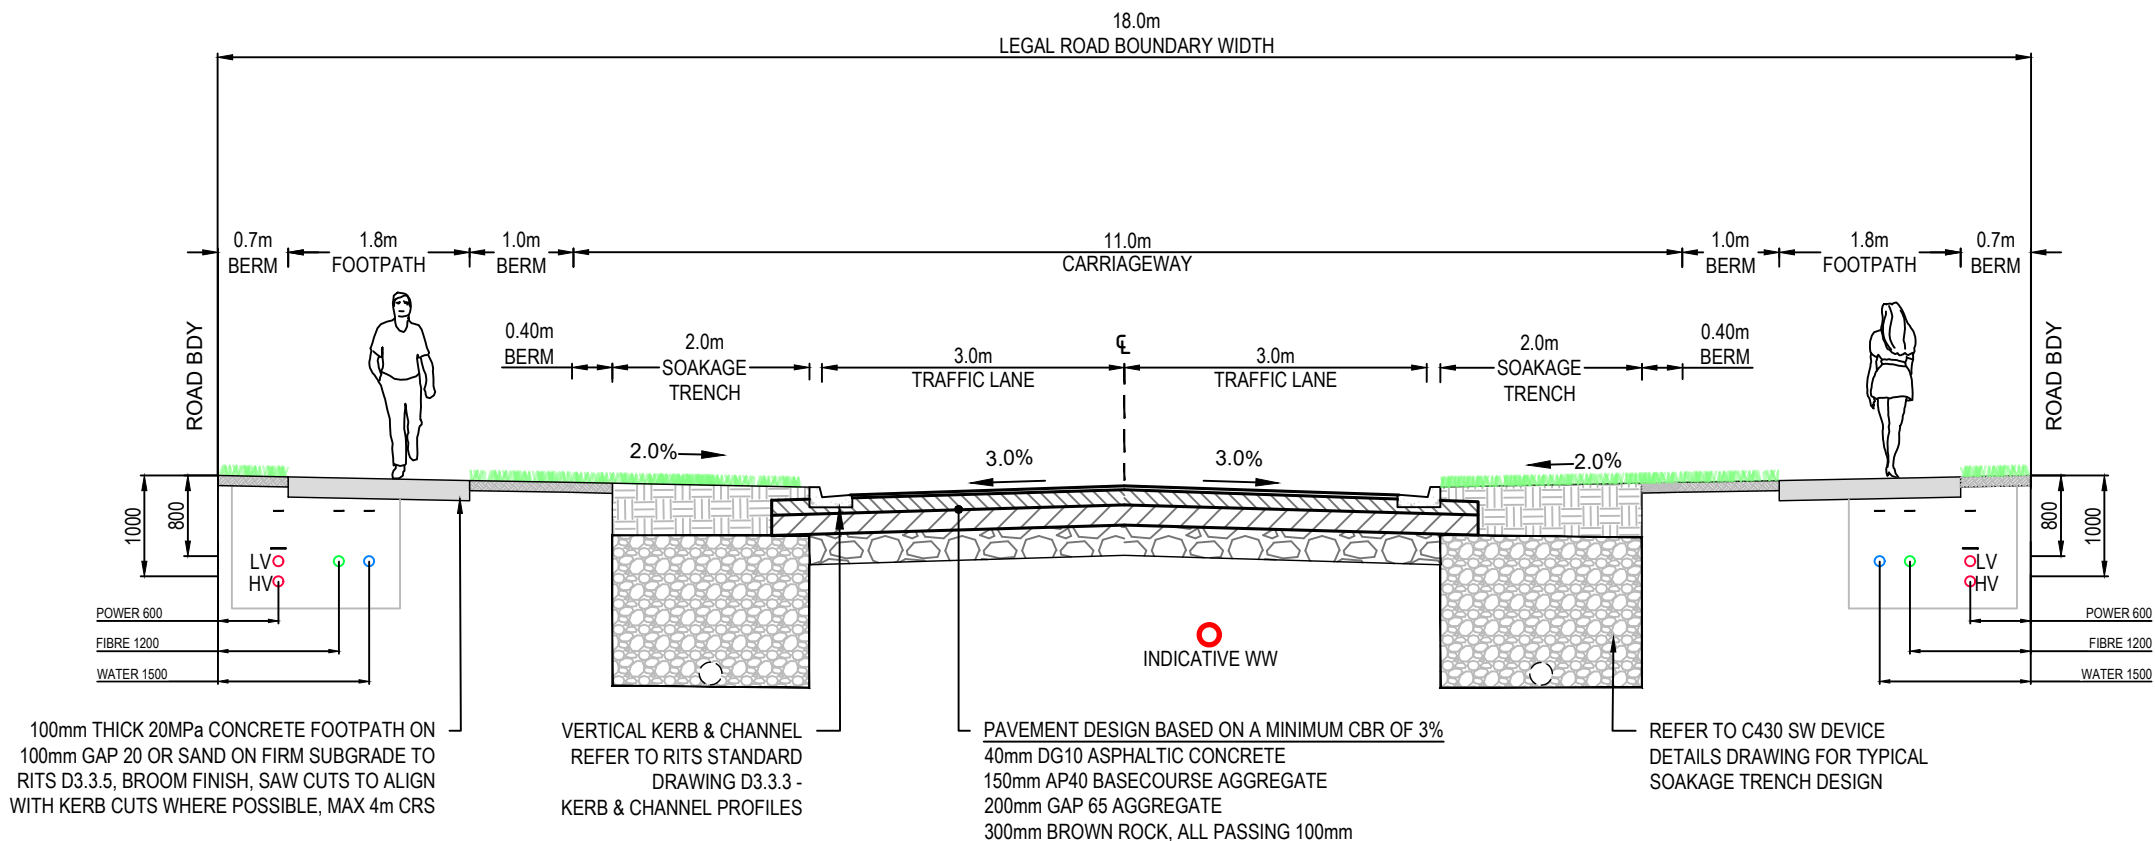 18.0m
LEGAL ROAD BOUNDARY WIDTH
0.7m
BERM
1.8m
FOOTPATH
1.0m
BERM
11.0m
CARRIAGEWAY
1.0m
BERM
1.8m
FOOTPATH
0.7m
BERM
ROAD BDY
0.40m
BERM
2.0m
SOAKAGE
TRENCH
3.0m
TRAFFIC LANE
℄
3.0m
TRAFFIC LANE
2.0m
SOAKAGE
TRENCH
0.40m
BERM
ROAD BDY
2.0%
3.0%
3.0%
2.0%
1000
800
LV
HV
POWER 600
FIBRE 1200
WATER 1500
INDICATIVE WW
800
1000
LV
HV
POWER 600
FIBRE 1200
WATER 1500
100mm THICK 20MPa CONCRETE FOOTPATH ON
100mm GAP 20 OR SAND ON FIRM SUBGRADE TO
RITS D3.3.5, BROOM FINISH, SAW CUTS TO ALIGN
WITH KERB CUTS WHERE POSSIBLE, MAX 4m CRS
VERTICAL KERB & CHANNEL
REFER TO RITS STANDARD
DRAWING D3.3.3 -
KERB & CHANNEL PROFILES
PAVEMENT DESIGN BASED ON A MINIMUM CBR OF 3%
40mm DG10 ASPHALTIC CONCRETE
150mm AP40 BASECOURSE AGGREGATE
200mm GAP 65 AGGREGATE
300mm BROWN ROCK, ALL PASSING 100mm
REFER TO C430 SW DEVICE
DETAILS DRAWING FOR TYPICAL
SOAKAGE TRENCH DESIGN